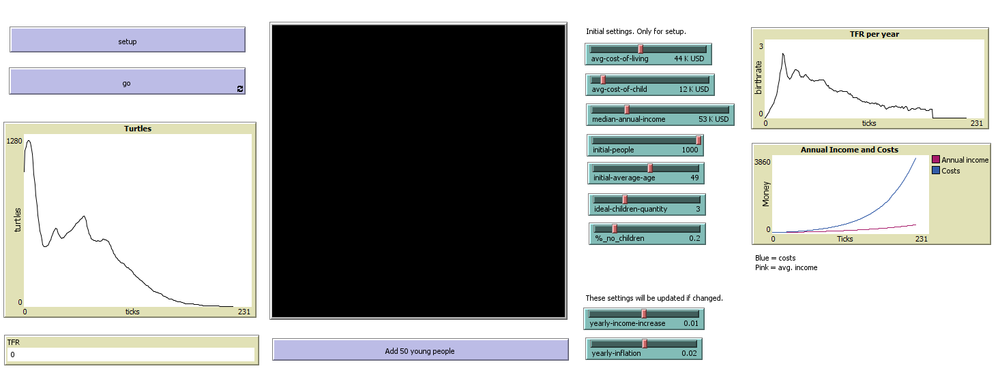 setup
go
Turtles
1280
turtles
0
0
ticks
231
TFR
0
Add 50 young people
Initial settings. Only for setup.
avg-cost-of-living 44 K USD
avg-cost-of-child 12 K USD
median-annual-income 53 K USD
initial-people 1000
initial-average-age 49
ideal-children-quantity 3
%_no_children 0.2
These settings will be updated if changed.
yearly-income-increase 0.01
yearly-inflation 0.02
TFR per year
3
birthrate
0
0
ticks
231
Annual Income and Costs
3860
Money
0
0
Ticks
231
Annual income
Costs
Blue = costs
Pink = avg. income